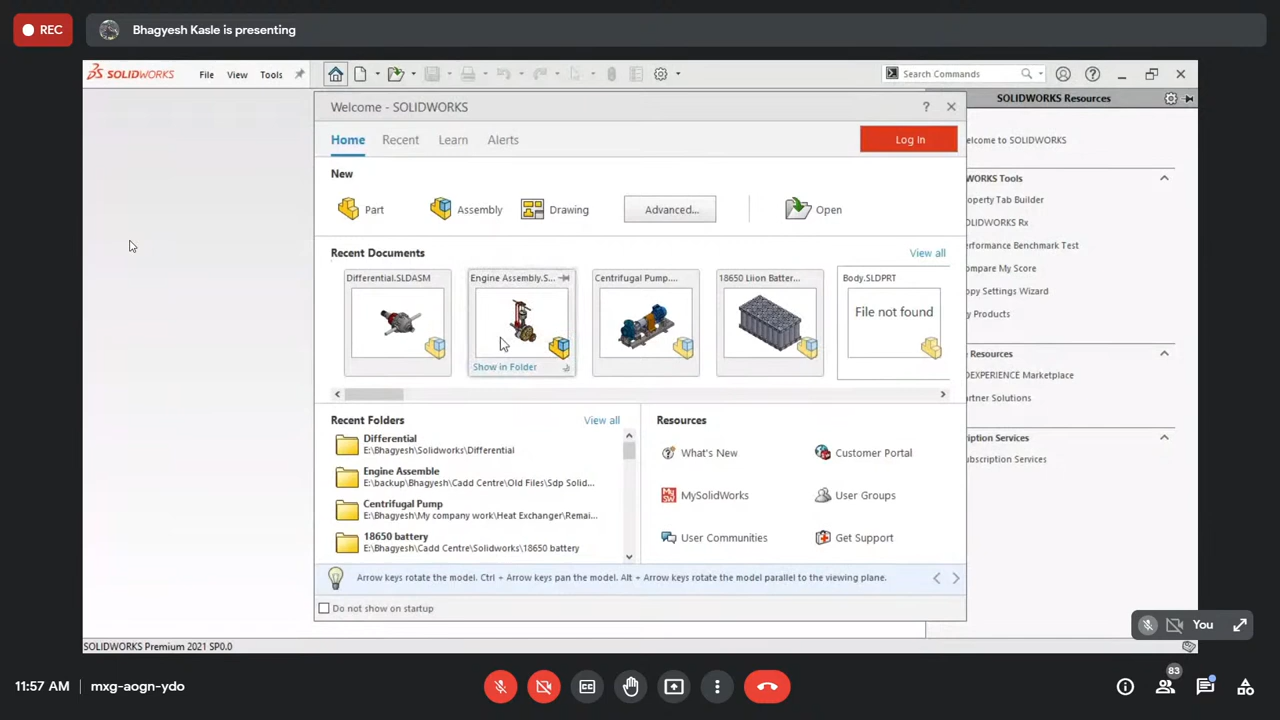 REC
Bhagyesh Kasle is presenting
SOLIDWORKS File View Tools Search Commands
Welcome - SOLIDWORKS
SOLIDWORKS Resources
Home Recent Learn Alerts Log In
elcome to SOLIDWORKS
New
WORKS Tools
Part Assembly Drawing Advanced... Open
operty Tab Builder
OLIDWORKS Rx
erformance Benchmark Test
ompare My Score
opy Settings Wizard
y Products
Recent Documents View all
Differential.SLDASM Engine Assembly.S... Centrifugal Pump.... 18650 Liion Batter... Body.SLDPRT
File not found
Show in Folder
e Resources
DEXPERIENCE Marketplace
artner Solutions
ription Services
ubscription Services
Recent Folders View all
Differential
E:\Bhagyesh\Solidworks\Differential
Engine Assemble
E:\backup\Bhagyesh\Cadd Centre\Old Files\Sdp Solid...
Centrifugal Pump
E:\Bhagyesh\My company work\Heat Exchanger\Remai...
18650 battery
E:\Bhagyesh\Cadd Centre\Solidworks\18650 battery
Resources
What's New Customer Portal
MySolidWorks User Groups
User Communities Get Support
Arrow keys rotate the model. Ctrl + Arrow keys pan the model. Alt + Arrow keys rotate the model parallel to the viewing plane.
Do not show on startup
You
SOLIDWORKS Premium 2021 SP0.0
11:57 AM mxg-aogn-ydo
83